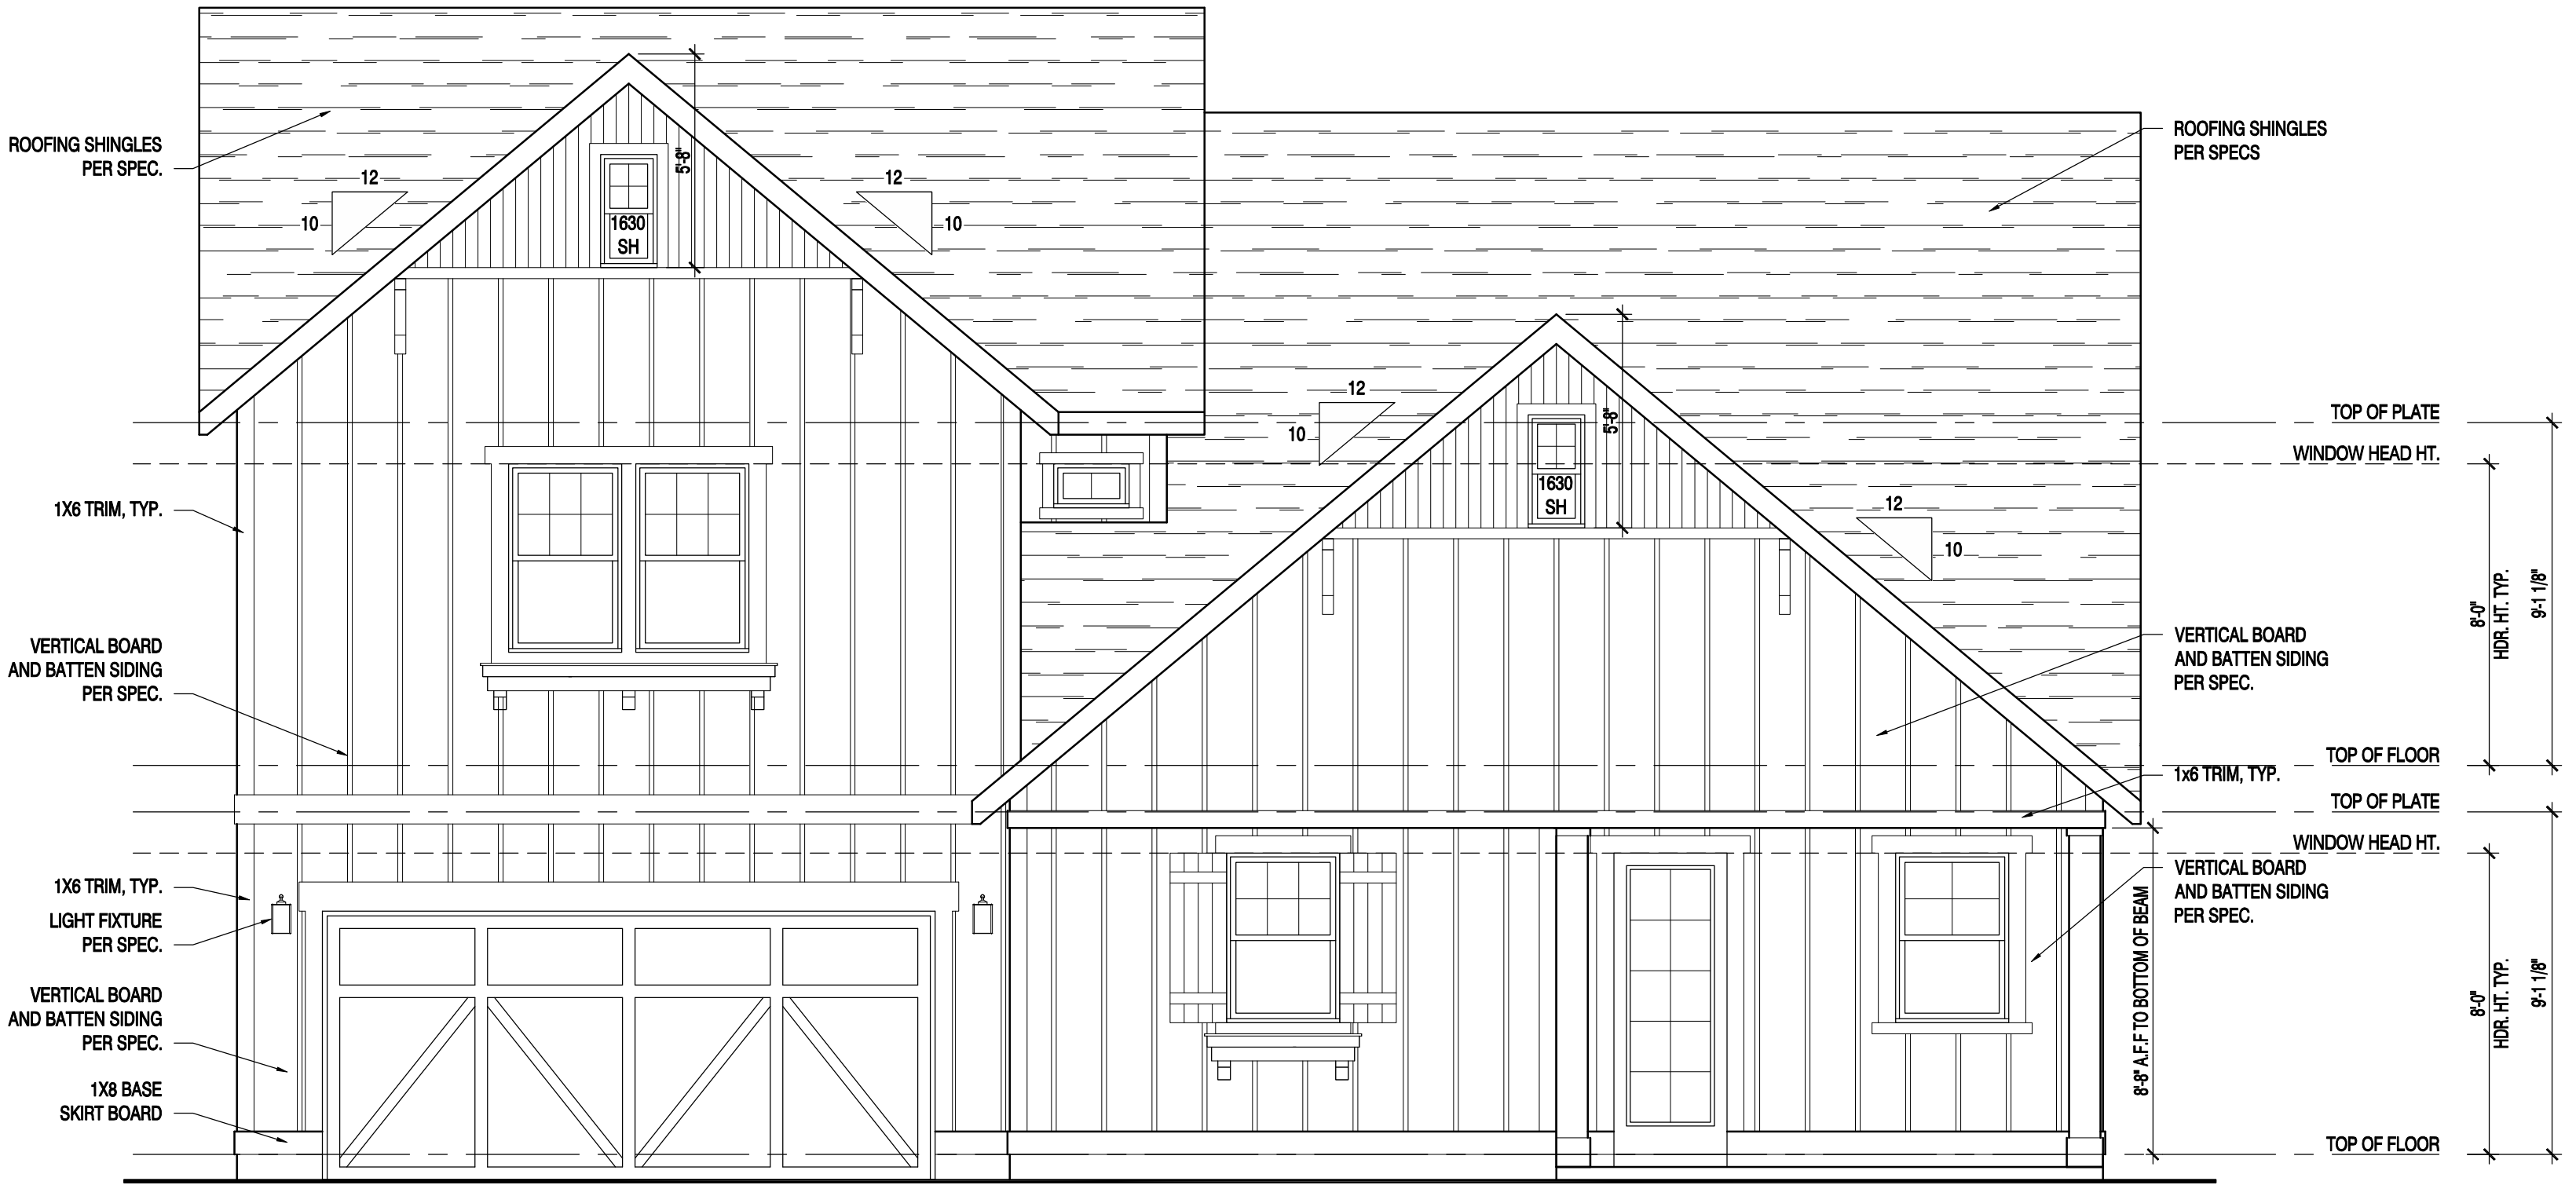 ROOFING SHINGLES
PER SPEC.
12
10
12
10
5'-8"
1630
SH
ROOFING SHINGLES
PER SPECS
12
10
5'-8"
1630
SH
12
10
TOP OF PLATE
WINDOW HEAD HT.
1X6 TRIM, TYP.
8'-0"
HDR. HT. TYP.
9'-1 1/8"
VERTICAL BOARD
AND BATTEN SIDING
PER SPEC.
VERTICAL BOARD
AND BATTEN SIDING
PER SPEC.
TOP OF FLOOR
1x6 TRIM, TYP.
TOP OF PLATE
WINDOW HEAD HT.
1X6 TRIM, TYP.
LIGHT FIXTURE
PER SPEC.
VERTICAL BOARD
AND BATTEN SIDING
PER SPEC.
8'-8" A.F.F TO BOTTOM OF BEAM
8'-0"
HDR. HT. TYP.
9'-1 1/8"
VERTICAL BOARD
AND BATTEN SIDING
PER SPEC.
1X8 BASE
SKIRT BOARD
TOP OF FLOOR